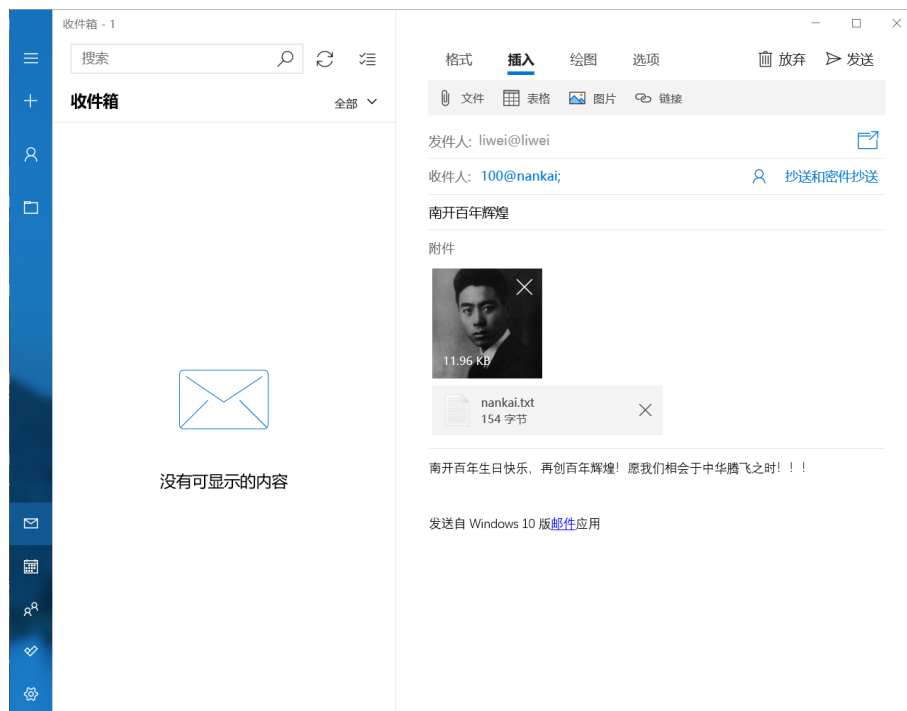 收件箱 - 1
搜索
收件箱
全部
没有可显示的内容
格式 插入 绘图 选项 放弃 发送
文件 表格 图片 链接
发件人: liwei@liwei
收件人: 100@nankai; 抄送和密件抄送
南开百年辉煌
附件
11.96 KB
nankai.txt
154 字节
南开百年生日快乐，再创百年辉煌！愿我们相会于中华腾飞之时！！！
发送自 Windows 10 版邮件应用